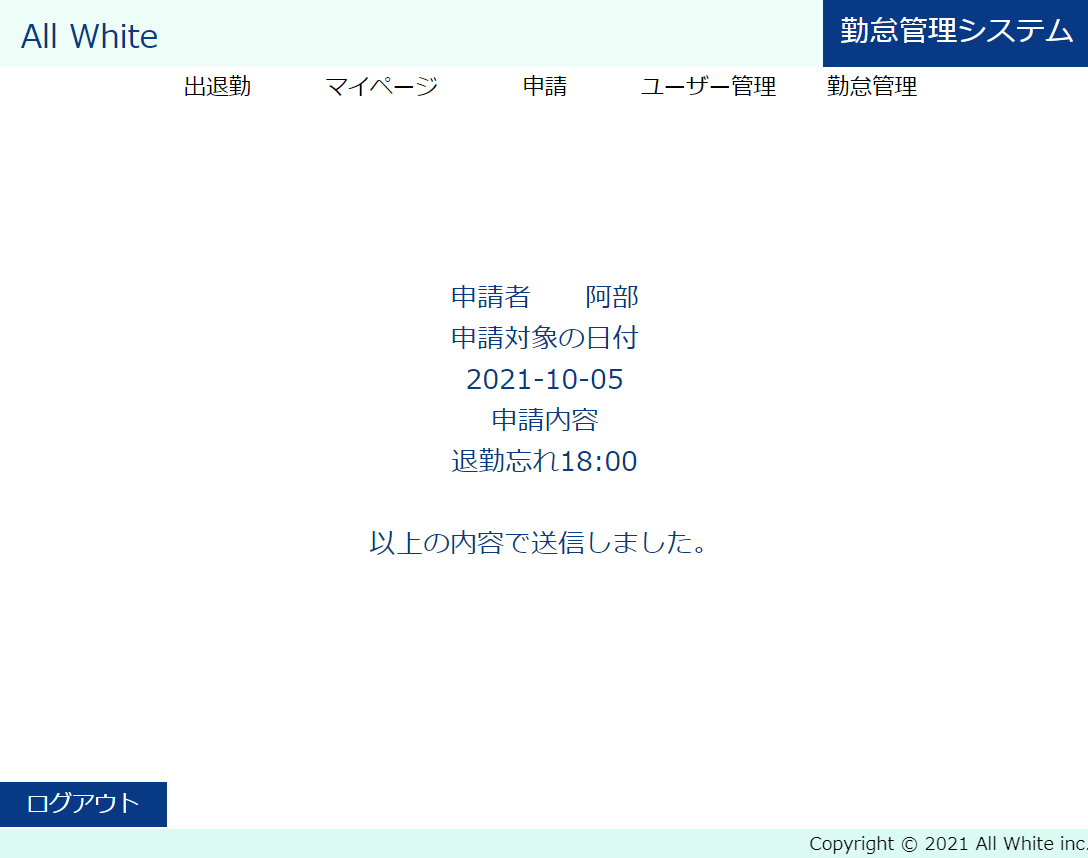 All White
勤怠管理システム
出退勤 マイページ 申請 ユーザー管理 勤怠管理
申請者　　阿部
申請対象の日付
2021-10-05
申請内容
退勤忘れ18:00
以上の内容で送信しました。
ログアウト
Copyright © 2021 All White inc.